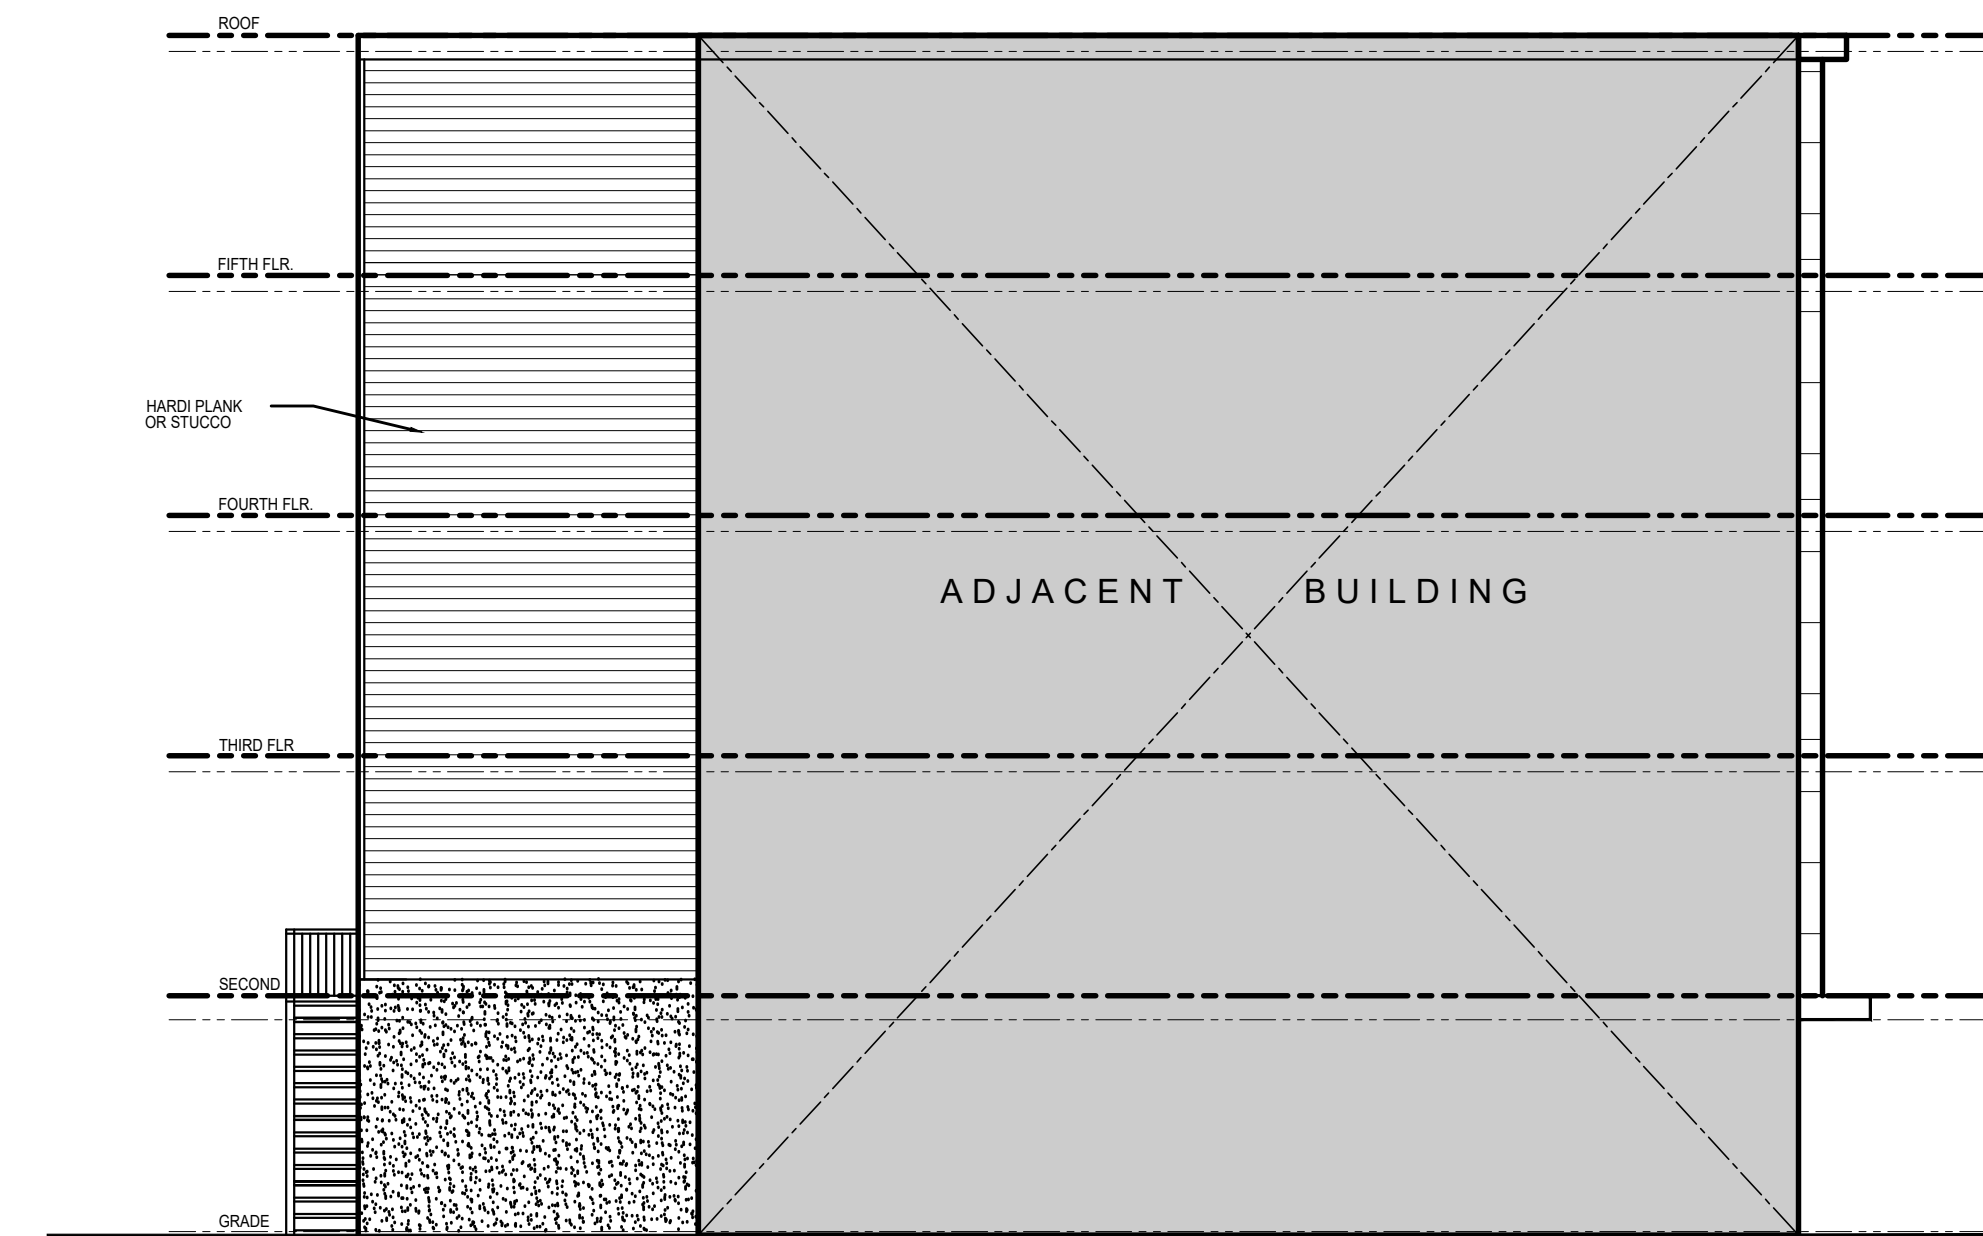 ROOF
FIFTH FLR.
HARDI PLANK
OR STUCCO
FOURTH FLR.
ADJACENT BUILDING
THIRD FLR
SECOND
GRADE